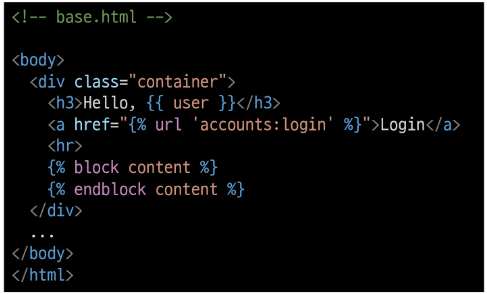 <!-- base.html -->
<body>
<div class="container">
<h3>Hello, {{ user }}</h3>
<a href="{% url 'accounts:login' %}">Login</a>
<hr>
{% block content %}
{% endblock content %}
</div>
...
</body>
</html>